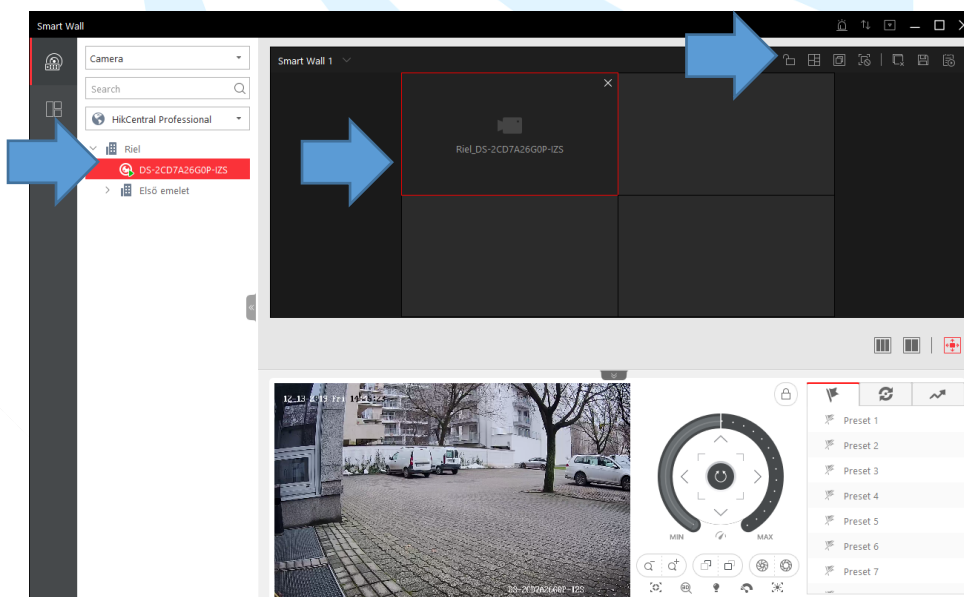 Smart Wall
Camera
Search
HikCentral Professional
Riel
DS-2CD7A26G0P-IZS
Első emelet
Smart Wall 1
Riel_DS-2CD7A26G0P-IZS
DS-2CD7A26G0P-IZS
MIN
MAX
Preset 1
Preset 2
Preset 3
Preset 4
Preset 5
Preset 6
Preset 7